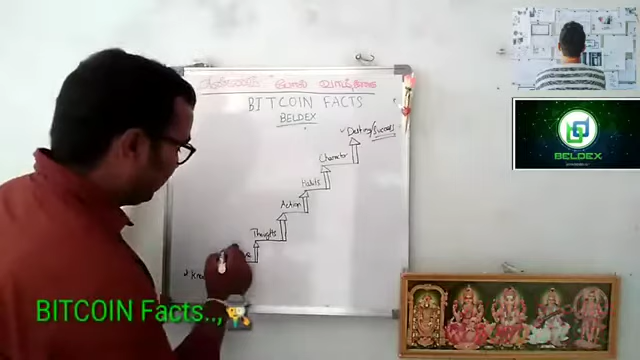 போல வாழ்க்கை
BITCOIN FACTS
BELDEX
Destiny/Success
Character
Habits
Action
Thoughts
BELDEX
BITCOIN Facts..,